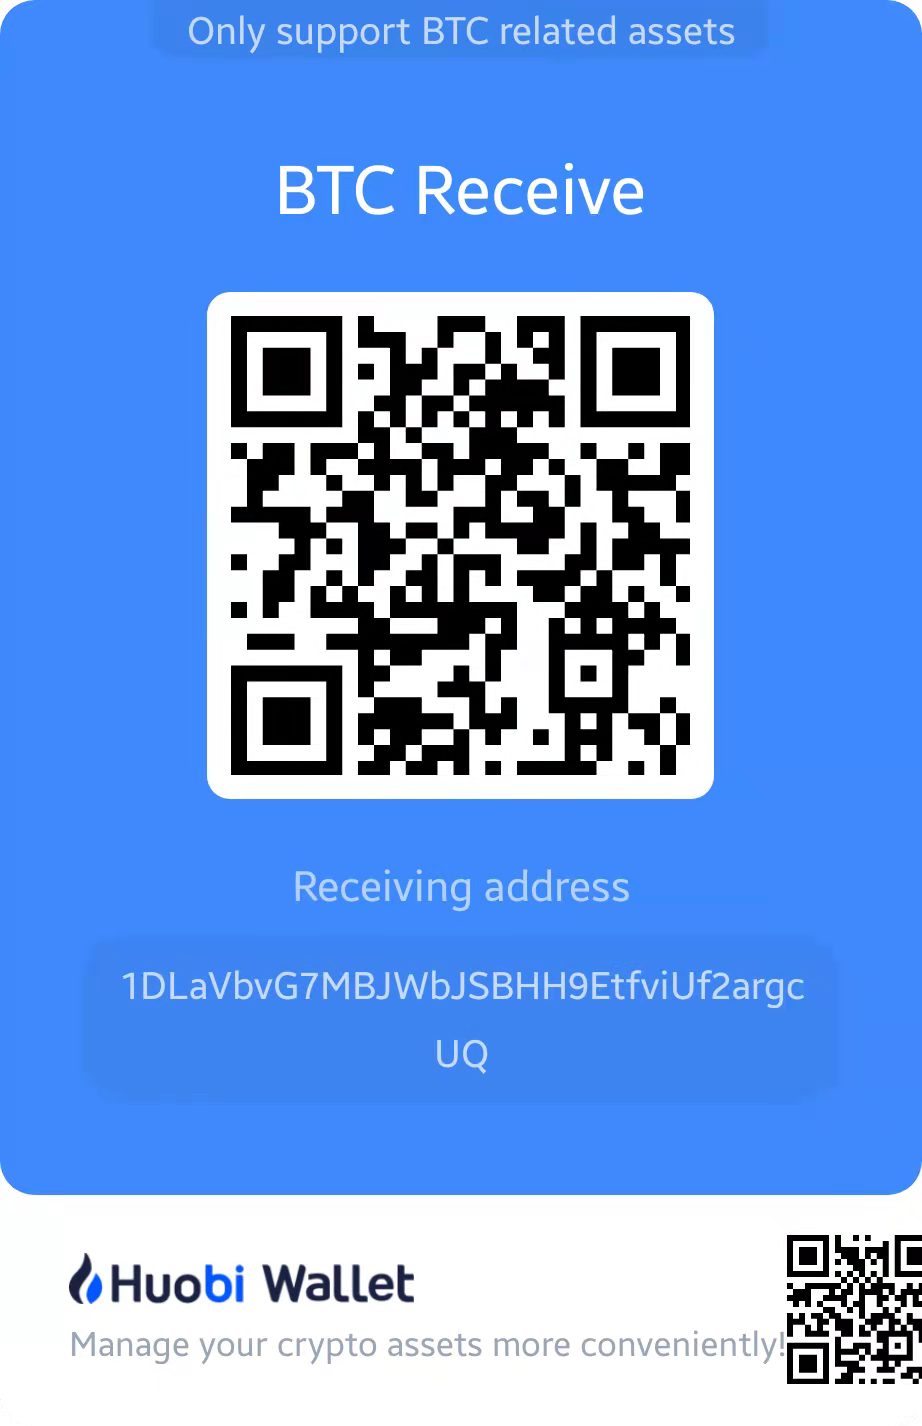 Only support BTC related assets
BTC Receive
Receiving address
1DLaVbvG7MBJWbJSBHH9EtfviUf2argc
UQ
Huobi Wallet
Manage your crypto assets more conveniently!